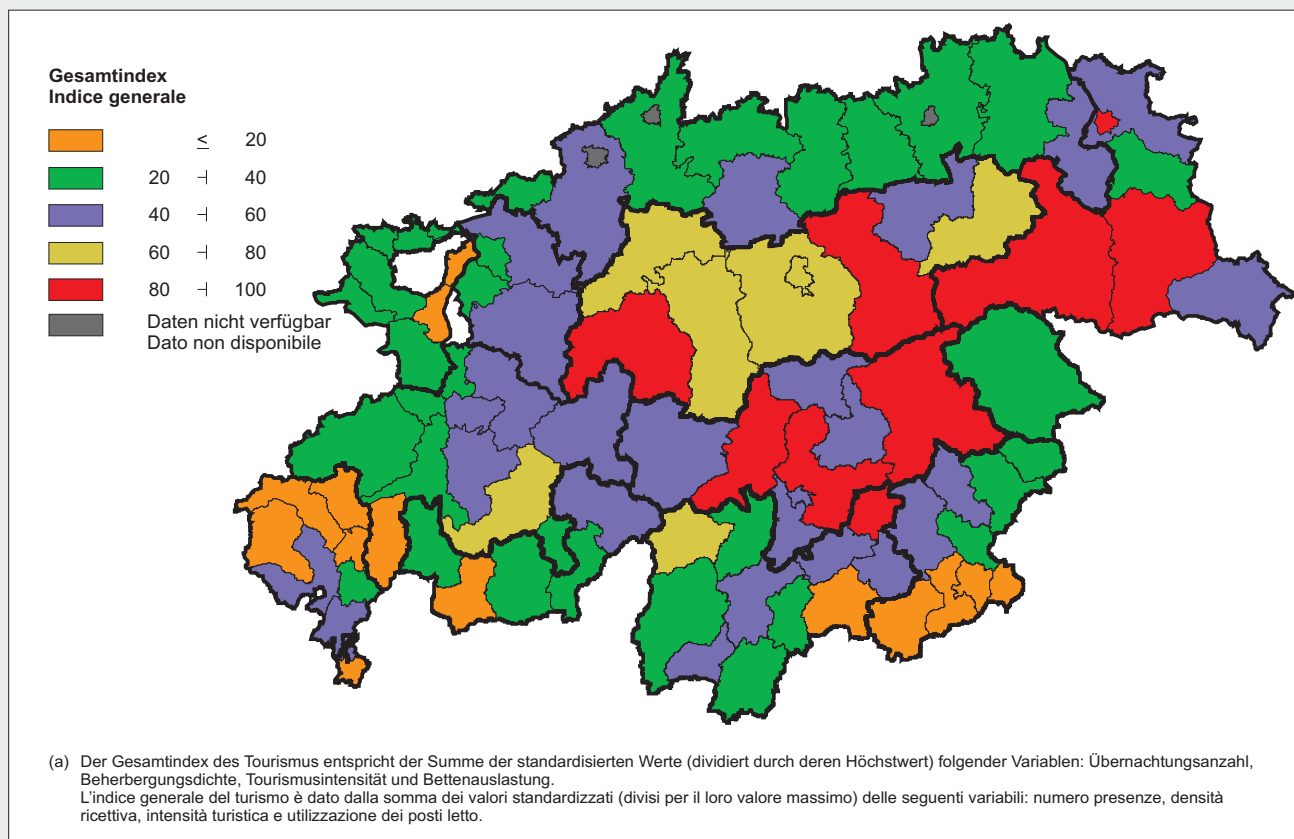 Gesamtindex
Indice generale
≤ 20
20 ⊣ 40
40 ⊣ 60
60 ⊣ 80
80 ⊣ 100
Daten nicht verfügbar
Dato non disponibile
(a) Der Gesamtindex des Tourismus entspricht der Summe der standardisierten Werte (dividiert durch deren Höchstwert) folgender Variablen: Übernachtungsanzahl,
Beherbergungsdichte, Tourismusintensität und Bettenauslastung.
L'indice generale del turismo è dato dalla somma dei valori standardizzati (divisi per il loro valore massimo) delle seguenti variabili: numero presenze, densità
ricettiva, intensità turistica e utilizzazione dei posti letto.